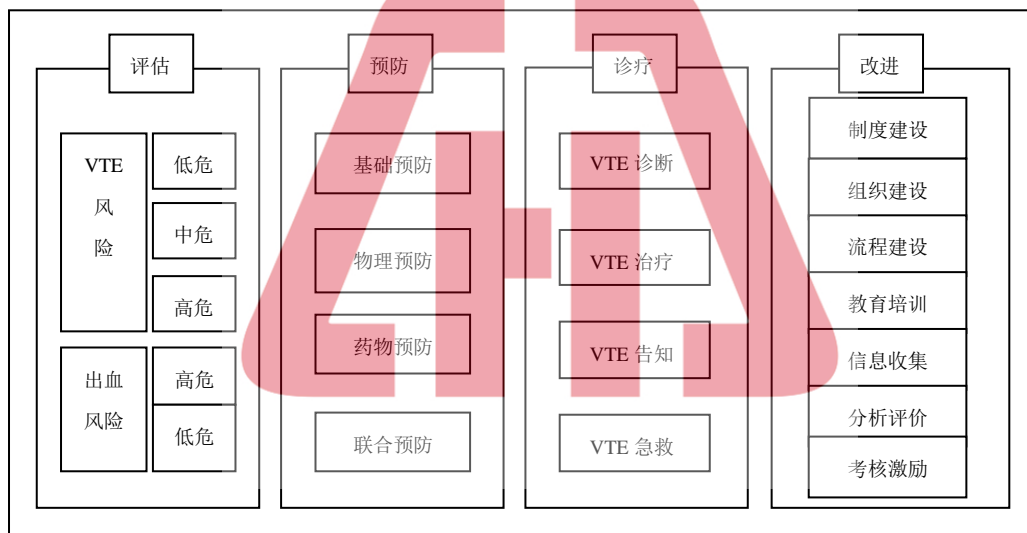 评估
VTE
风
险
低危
中危
高危
出血
风险
高危
低危
预防
基础预防
物理预防
药物预防
联合预防
诊疗
VTE 诊断
VTE 治疗
VTE 告知
VTE 急救
改进
制度建设
组织建设
流程建设
教育培训
信息收集
分析评价
考核激励